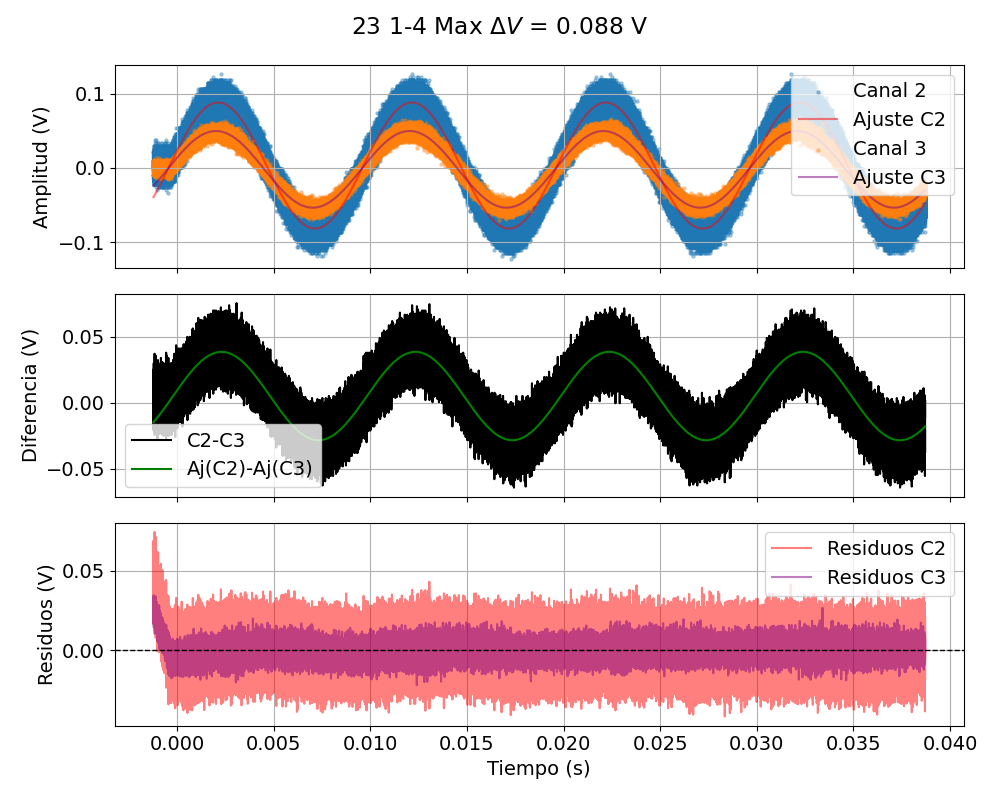 23 1-4 Max ΔV = 0.088 V
Amplitud (V)
0.1
0.0
−0.1
Canal 2
Ajuste C2
Canal 3
Ajuste C3
Diferencia (V)
0.05
0.00
−0.05
C2-C3
Aj(C2)-Aj(C3)
Residuos (V)
0.05
0.00
Residuos C2
Residuos C3
0.000 0.005 0.010 0.015 0.020 0.025 0.030 0.035 0.040
Tiempo (s)